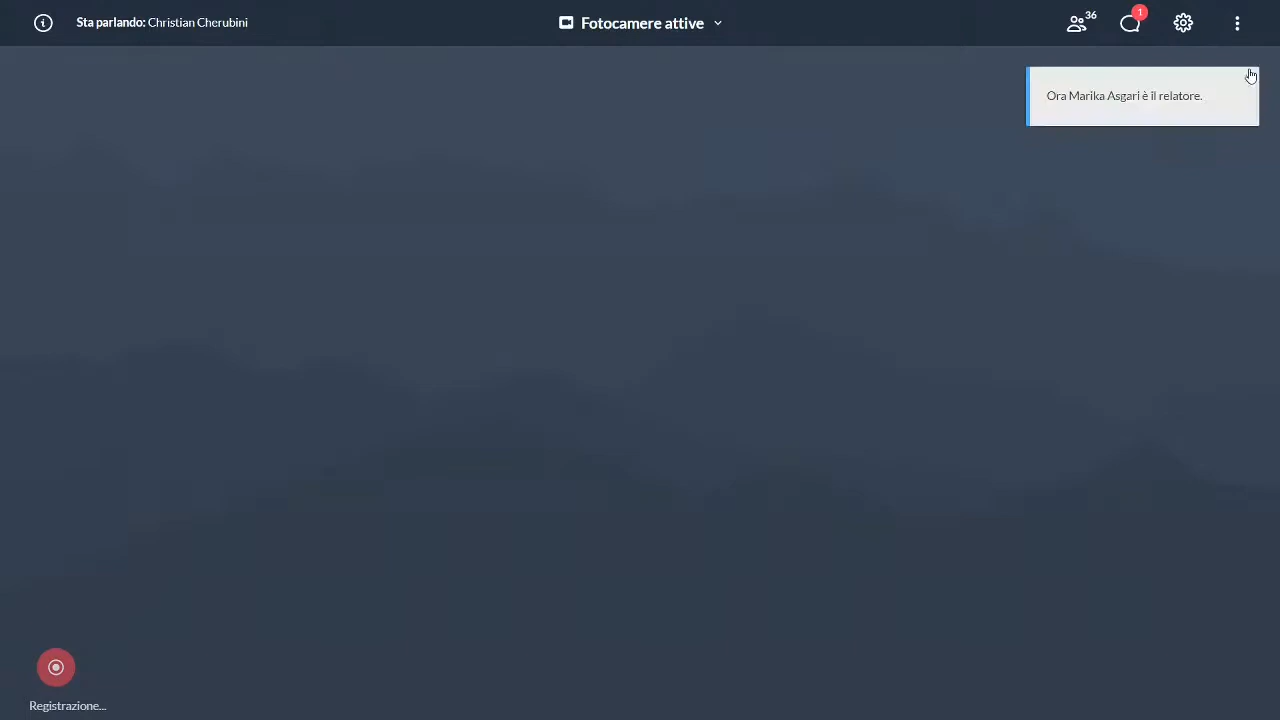 Sta parlando: Christian Cherubini
Fotocamere attive
36
1
Ora Marika Asgari è il relatore.
Registrazione...